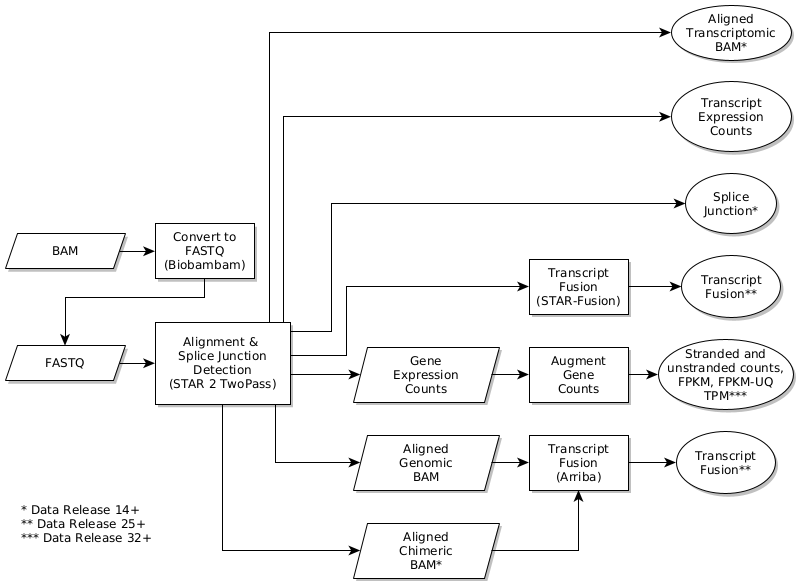 Aligned
Transcriptomic
BAM*
Transcript
Expression
Counts
Splice
Junction*
BAM
Convert to
FASTQ
(Biobambam)
Transcript
Fusion
(STAR-Fusion)
Transcript
Fusion**
FASTQ
Alignment &
Splice Junction
Detection
(STAR 2 TwoPass)
Gene
Expression
Counts
Augment
Gene
Counts
Stranded and
unstranded counts,
FPKM, FPKM-UQ
TPM***
Aligned
Genomic
BAM
Transcript
Fusion
(Arriba)
Transcript
Fusion**
Aligned
Chimeric
BAM*
* Data Release 14+
** Data Release 25+
*** Data Release 32+